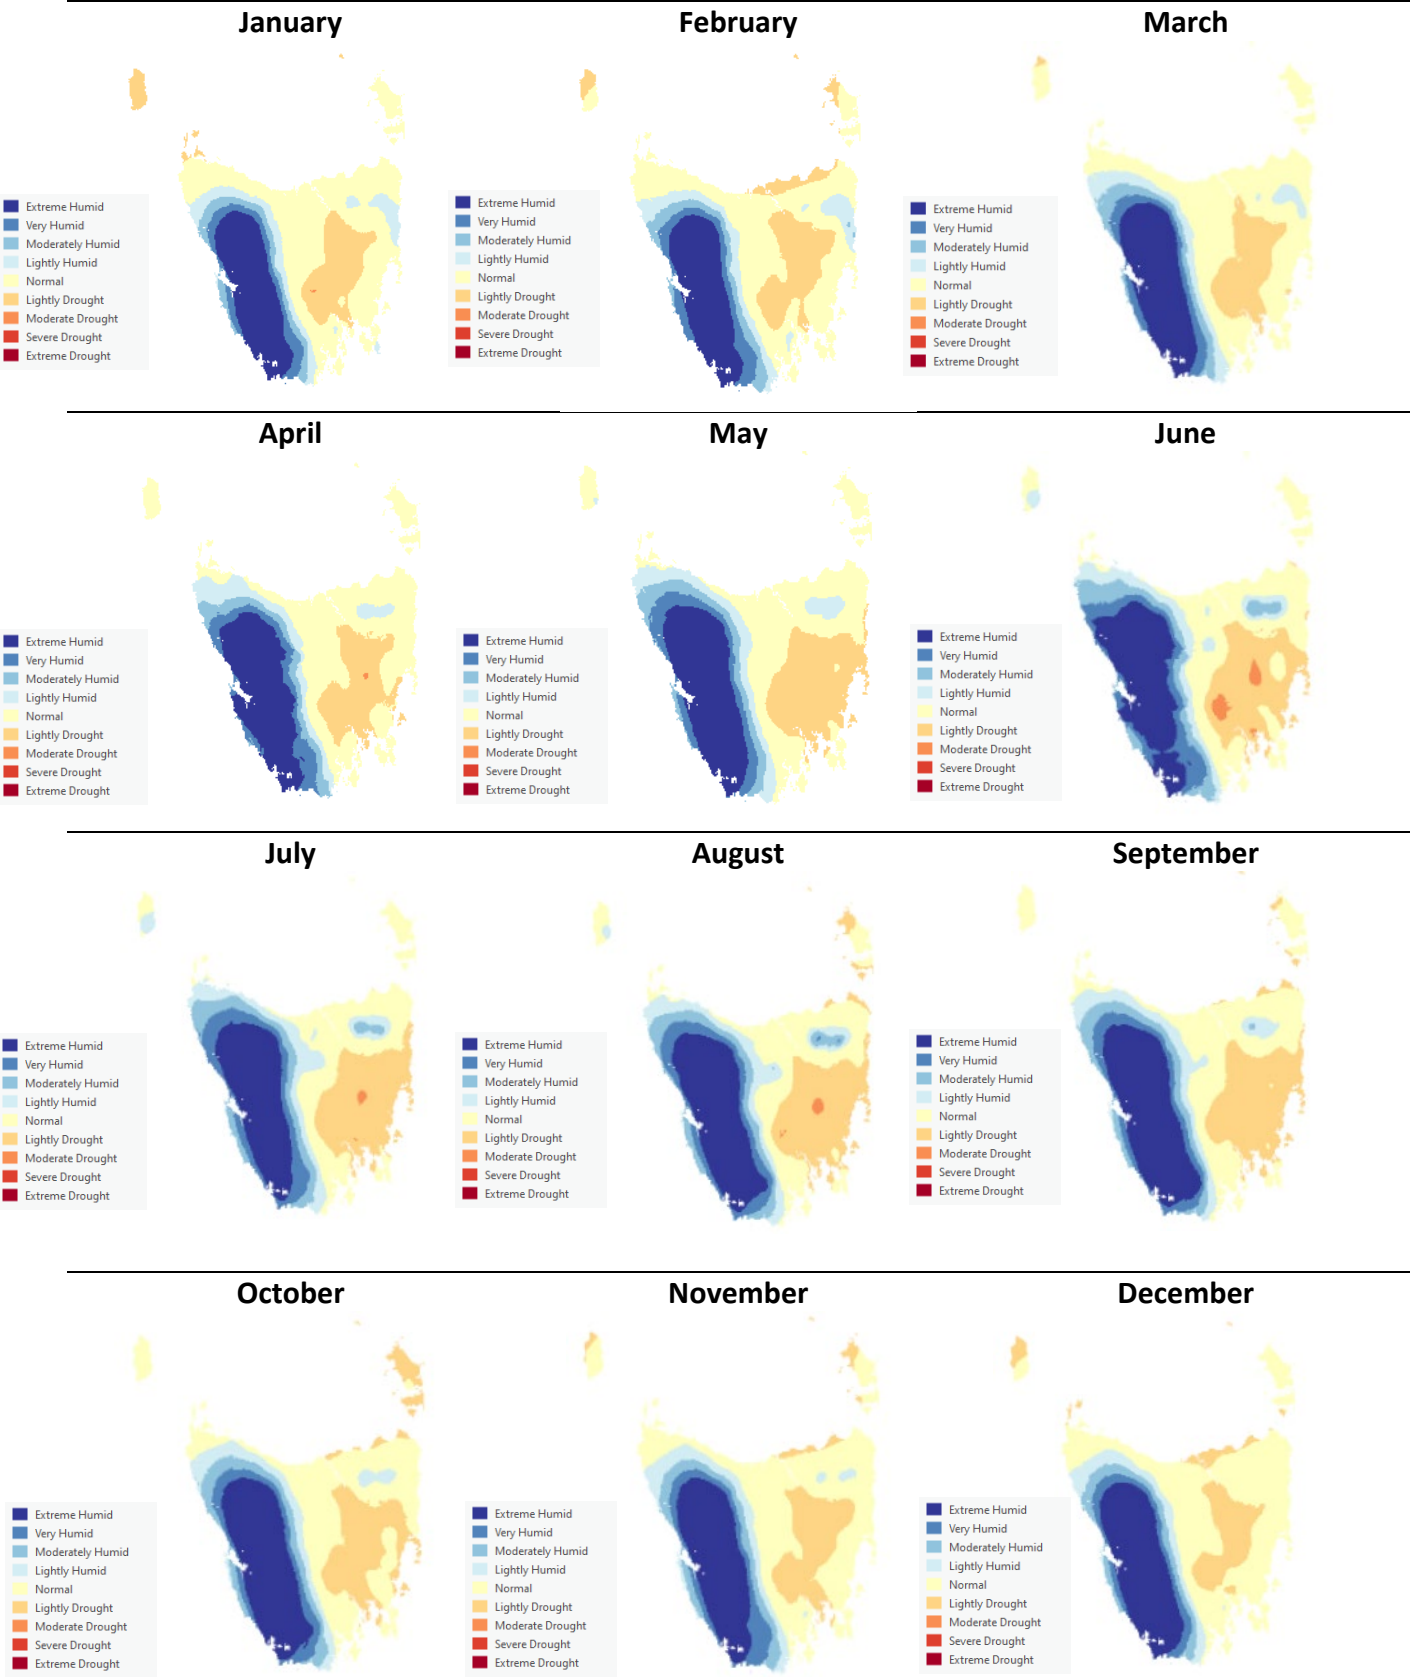 January
February
March
Extreme Humid
Very Humid
Moderately Humid
Lightly Humid
Normal
Lightly Drought
Moderate Drought
Severe Drought
Extreme Drought
Extreme Humid
Very Humid
Moderately Humid
Lightly Humid
Normal
Lightly Drought
Moderate Drought
Severe Drought
Extreme Drought
Extreme Humid
Very Humid
Moderately Humid
Lightly Humid
Normal
Lightly Drought
Moderate Drought
Severe Drought
Extreme Drought
April
May
June
Extreme Humid
Very Humid
Moderately Humid
Lightly Humid
Normal
Lightly Drought
Moderate Drought
Severe Drought
Extreme Drought
Extreme Humid
Very Humid
Moderately Humid
Lightly Humid
Normal
Lightly Drought
Moderate Drought
Severe Drought
Extreme Drought
Extreme Humid
Very Humid
Moderately Humid
Lightly Humid
Normal
Lightly Drought
Moderate Drought
Severe Drought
Extreme Drought
July
August
September
Extreme Humid
Very Humid
Moderately Humid
Lightly Humid
Normal
Lightly Drought
Moderate Drought
Severe Drought
Extreme Drought
Extreme Humid
Very Humid
Moderately Humid
Lightly Humid
Normal
Lightly Drought
Moderate Drought
Severe Drought
Extreme Drought
Extreme Humid
Very Humid
Moderately Humid
Lightly Humid
Normal
Lightly Drought
Moderate Drought
Severe Drought
Extreme Drought
October
November
December
Extreme Humid
Very Humid
Moderately Humid
Lightly Humid
Normal
Lightly Drought
Moderate Drought
Severe Drought
Extreme Drought
Extreme Humid
Very Humid
Moderately Humid
Lightly Humid
Normal
Lightly Drought
Moderate Drought
Severe Drought
Extreme Drought
Extreme Humid
Very Humid
Moderately Humid
Lightly Humid
Normal
Lightly Drought
Moderate Drought
Severe Drought
Extreme Drought